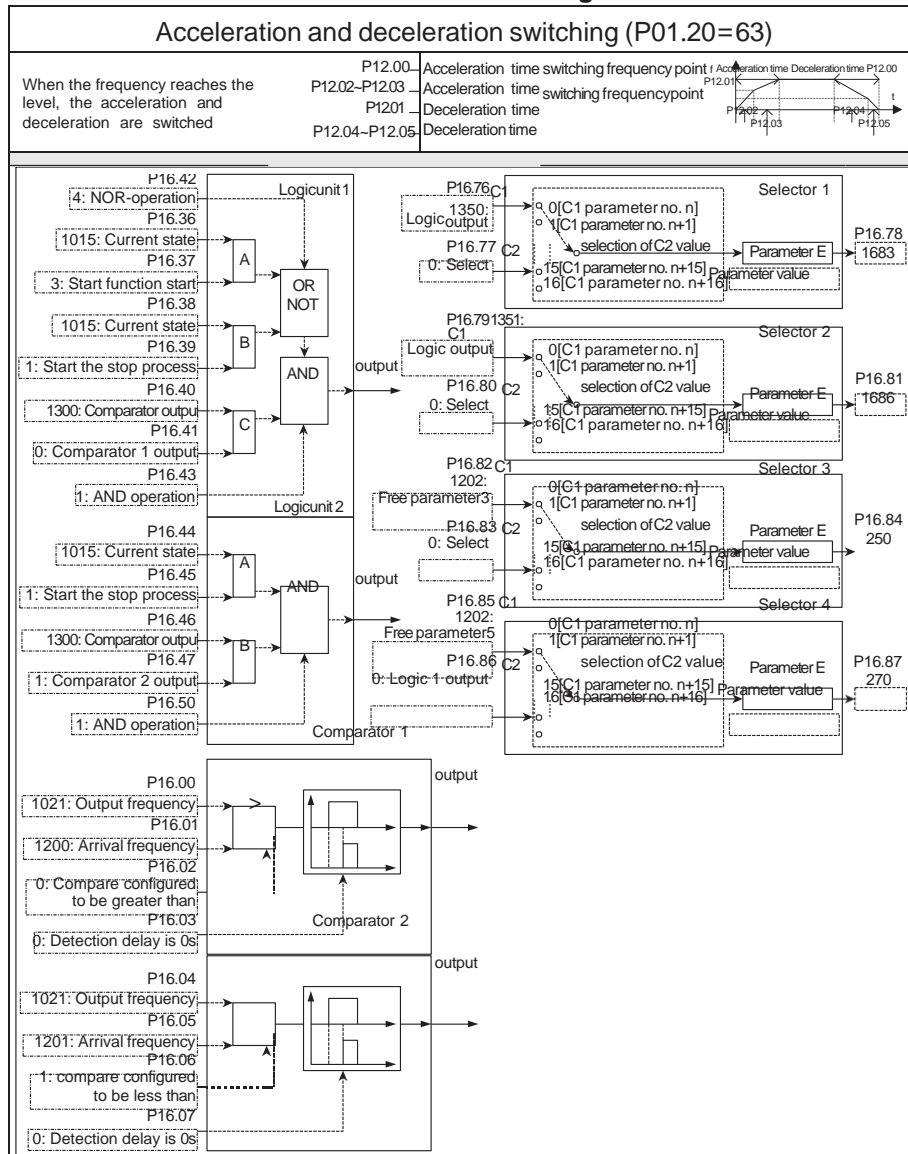 Acceleration and deceleration switching (P01.20=63)
When the frequency reaches the
level, the acceleration and
deceleration are switched
P12.00 Acceleration time switching frequency point
P12.02~P12.03 Acceleration time switching frequency point
P12.01 Deceleration time
P12.04~P12.05 Deceleration time
f Acceleration time Deceleration time P12.00
P12.01
t
P12.02
P12.03
P12.04
P12.05
P16.42
4: NOR-operation
P16.36
1015: Current state
P16.37
3: Start function start
P16.38
1015: Current state
P16.39
1: Start the stop process
P16.40
1300: Comparator output
P16.41
0: Comparator 1 output
P16.43
1: AND operation
Logicunit1
A
B
C
OR
NOT
AND
output
Logicunit2
P16.44
1015: Current state
P16.45
1: Start the stop process
P16.46
1300: Comparator output
P16.47
1: Comparator 2 output
P16.50
1: AND operation
A
B
AND
output
Comparator 1
P16.00
1021: Output frequency
P16.01
1200: Arrival frequency
P16.02
0: Compare configured
to be greater than
P16.03
0: Detection delay is 0s
>
output
Comparator 2
P16.04
1021: Output frequency
P16.05
1201: Arrival frequency
P16.06
1: compare configured
to be less than
P16.07
0: Detection delay is 0s
output
P16.76 C1
1350:
Logic output
P16.77 C2
0: Select
Selector 1
0[C1 parameter no. n]
1[C1 parameter no. n+1]
selection of C2 value
15[C1 parameter no. n+15]
16[C1 parameter no. n+16]
Parameter E
Parameter value
P16.78
1683
P16.79 1351:
C1
Logic output
P16.80 C2
0: Select
Selector 2
0[C1 parameter no. n]
1[C1 parameter no. n+1]
selection of C2 value
15[C1 parameter no. n+15]
16[C1 parameter no. n+16]
Parameter E
Parameter value
P16.81
1686
P16.82 C1
1202:
Free parameter3
P16.83 C2
0: Select
Selector 3
0[C1 parameter no. n]
1[C1 parameter no. n+1]
selection of C2 value
15[C1 parameter no. n+15]
16[C1 parameter no. n+16]
Parameter E
Parameter value
P16.84
250
P16.85 C1
1202:
Free parameter5
P16.86 C2
0: Logic 1 output
Selector 4
0[C1 parameter no. n]
1[C1 parameter no. n+1]
selection of C2 value
15[C1 parameter no. n+15]
16[C1 parameter no. n+16]
Parameter E
Parameter value
P16.87
270